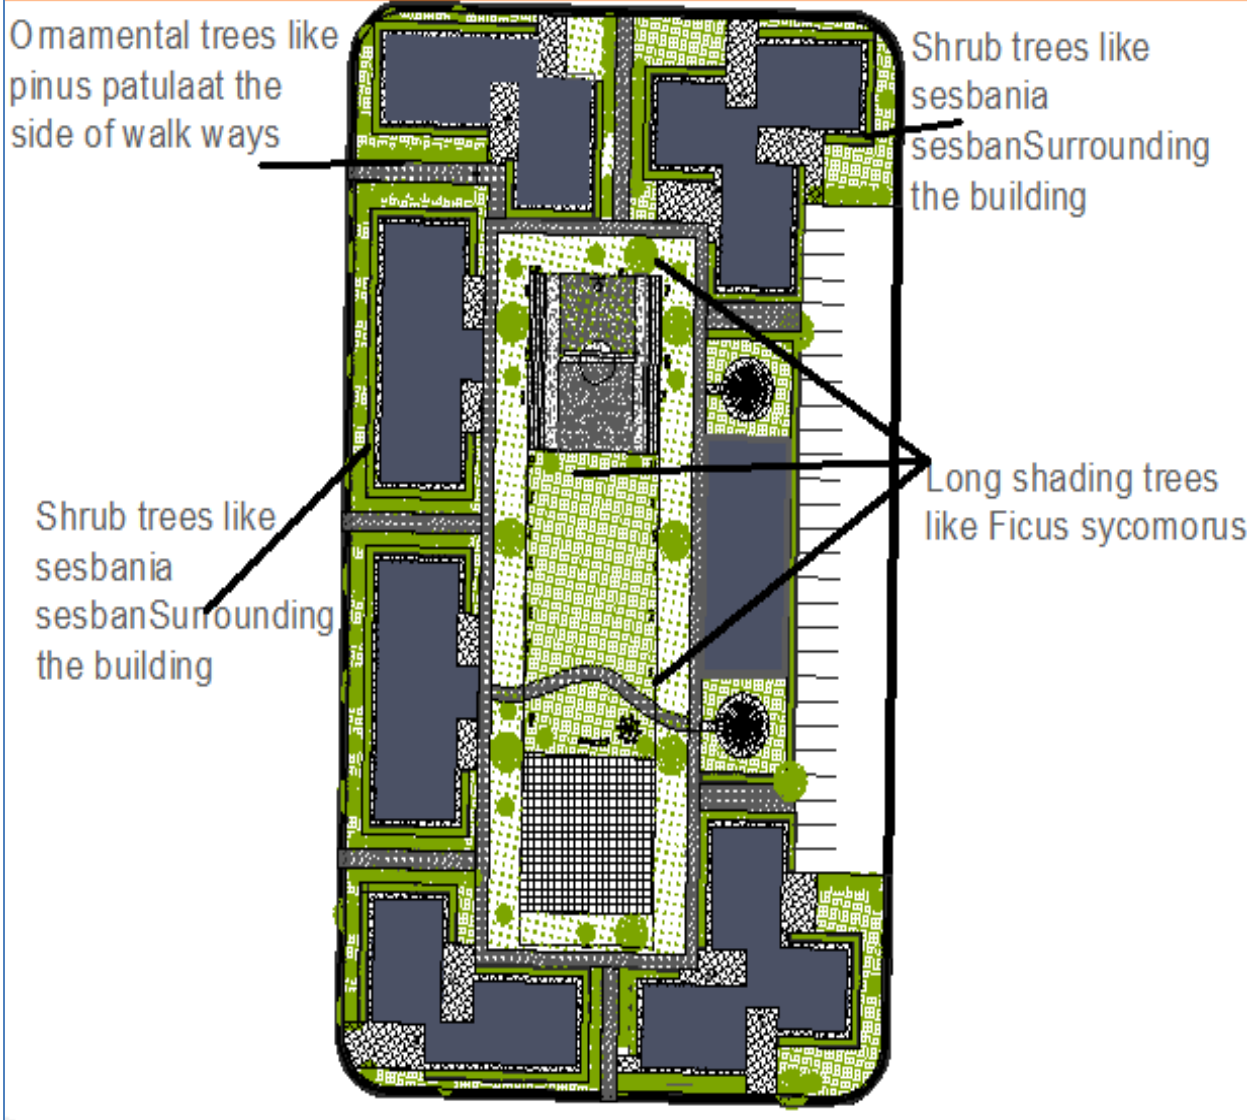 Ornamental trees like
pinus patulaat the
side of walk ways
Shrub trees like
sesbania
sesbanSurrounding
the building
Long shading trees
like Ficus sycomorus
Shrub trees like
sesbania
sesbanSurrounding
the building